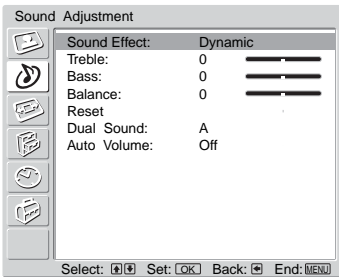 Sound Adjustment
Sound Effect: Dynamic
Treble: 0
Bass: 0
Balance: 0
Reset
Dual Sound: A
Auto Volume: Off
Select: Set: OK Back: End: MENU